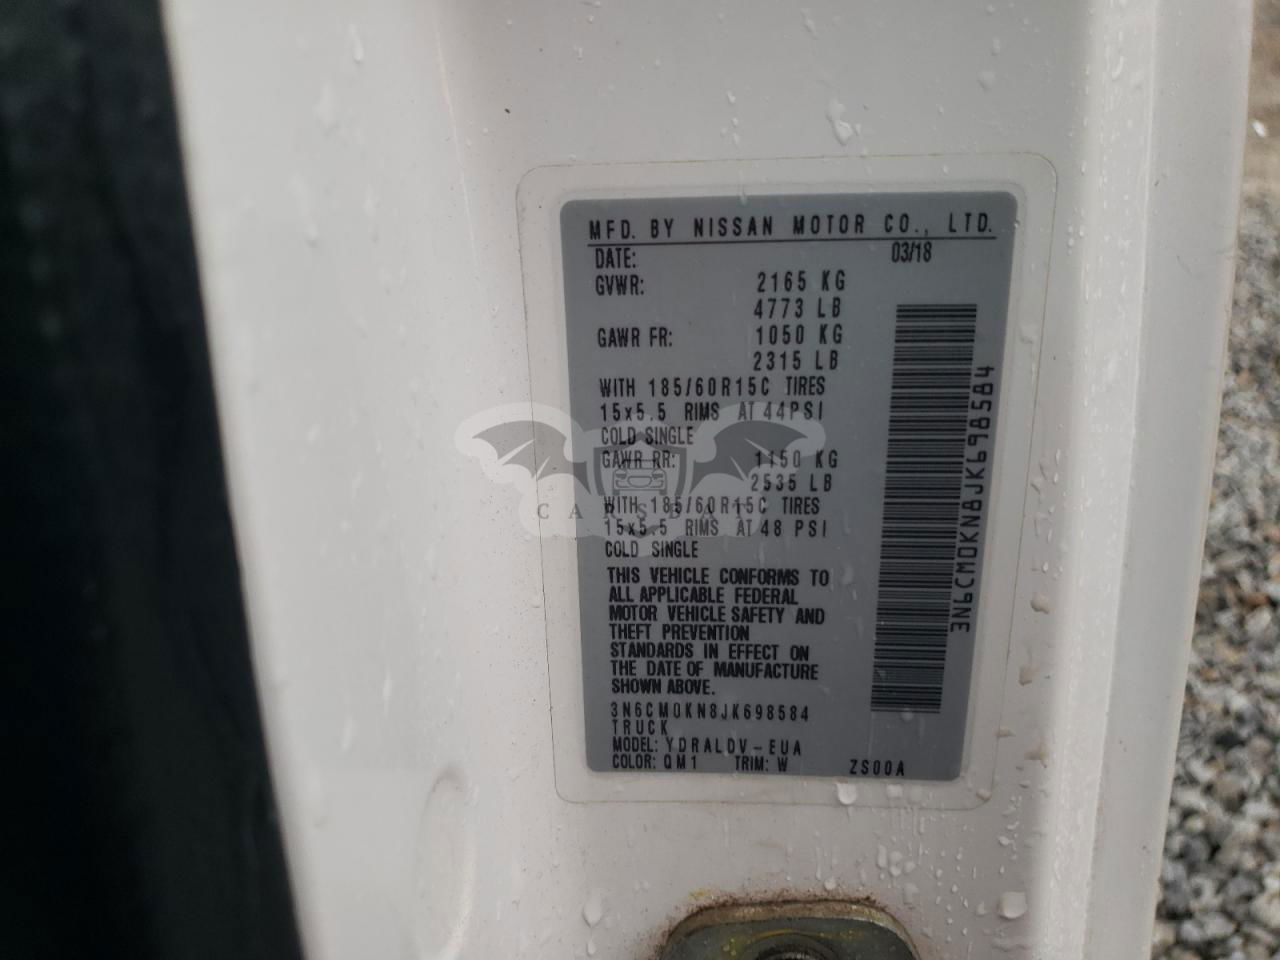 MFD. BY NISSAN MOTOR CO., LTD.
DATE: 03/18
GVWR: 2165 KG
4773 LB
GAWR FR: 1050 KG
2315 LB
WITH 185/60R15C TIRES
15x5.5 RIMS AT 44PSI
COLD SINGLE
GAWR RR: 1150 KG
2535 LB
WITH 185/60R15C TIRES
15x5.5 RIMS AT 48 PSI
COLD SINGLE
THIS VEHICLE CONFORMS TO
ALL APPLICABLE FEDERAL
MOTOR VEHICLE SAFETY AND
THEFT PREVENTION
STANDARDS IN EFFECT ON
THE DATE OF MANUFACTURE
SHOWN ABOVE.
3N6CM0KN8JK698584
TRUCK
MODEL: YDRALDV-EUA
COLOR: QM1 TRIM: W ZS00A
3N6CM0KN8JK698584